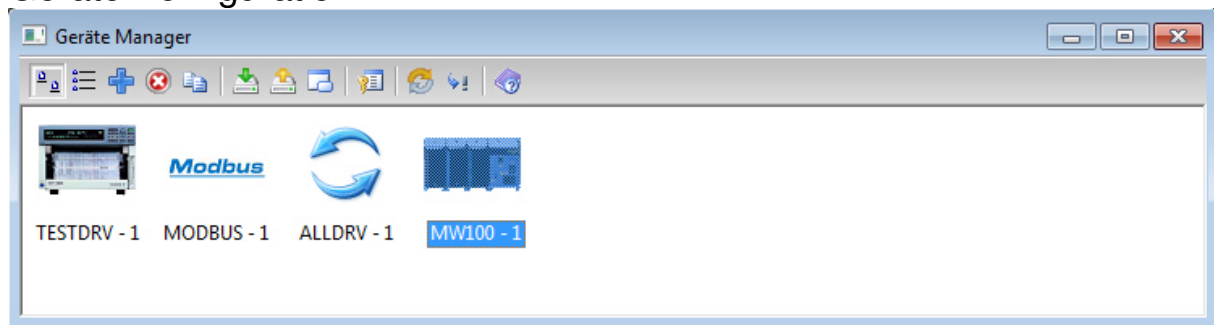 Geräte Manager
Modbus
TESTDRV - 1
MODBUS - 1
ALLDRV - 1
MW100 - 1